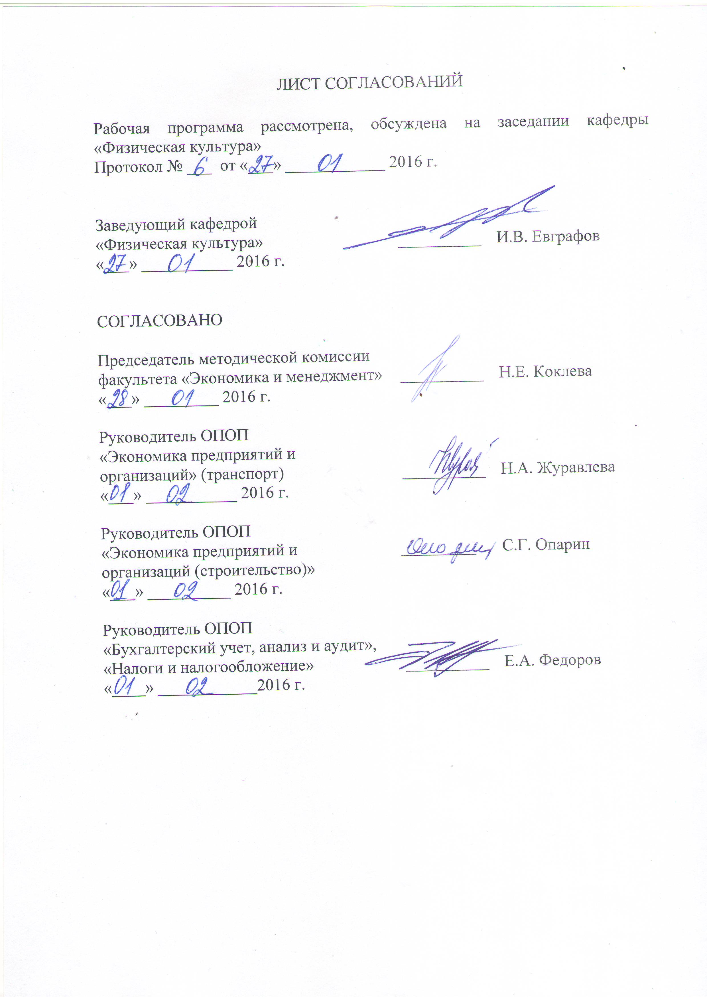 ЛИСТ СОГЛАСОВАНИЙ
Рабочая программа рассмотрена, обсуждена на заседании кафедры
«Физическая культура»
Протокол № 6 от «27» 01 2016 г.
Заведующий кафедрой
«Физическая культура» И.В. Евграфов
«27» 01 2016 г.
СОГЛАСОВАНО
Председатель методической комиссии
факультета «Экономика и менеджмент» Н.Е. Коклева
«28» 01 2016 г.
Руководитель ОПОП
«Экономика предприятий и
организаций» (транспорт) Н.А. Журавлева
«01» 02 2016 г.
Руководитель ОПОП
«Экономика предприятий и С.Г. Опарин
организаций (строительство)»
«01» 02 2016 г.
Руководитель ОПОП
«Бухгалтерский учет, анализ и аудит»,
«Налоги и налогообложение» Е.А. Федоров
«01» 02 2016 г.